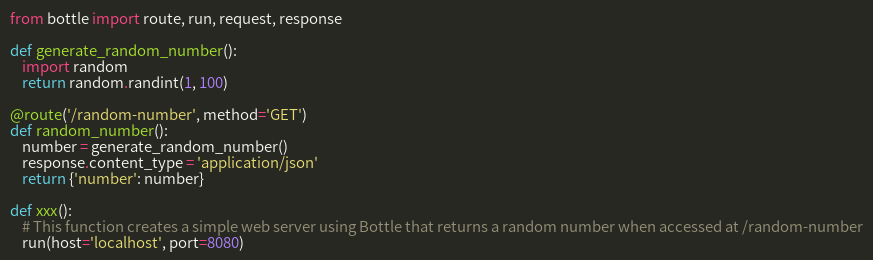 from bottle import route, run, request, response

def generate_random_number():
    import random
    return random.randint(1, 100)

@route('/random-number', method='GET')
def random_number():
    number = generate_random_number()
    response.content_type = 'application/json'
    return {'number': number}

def xxx():
    # This function creates a simple web server using Bottle that returns a random number when accessed at /random-number
    run(host='localhost', port=8080)